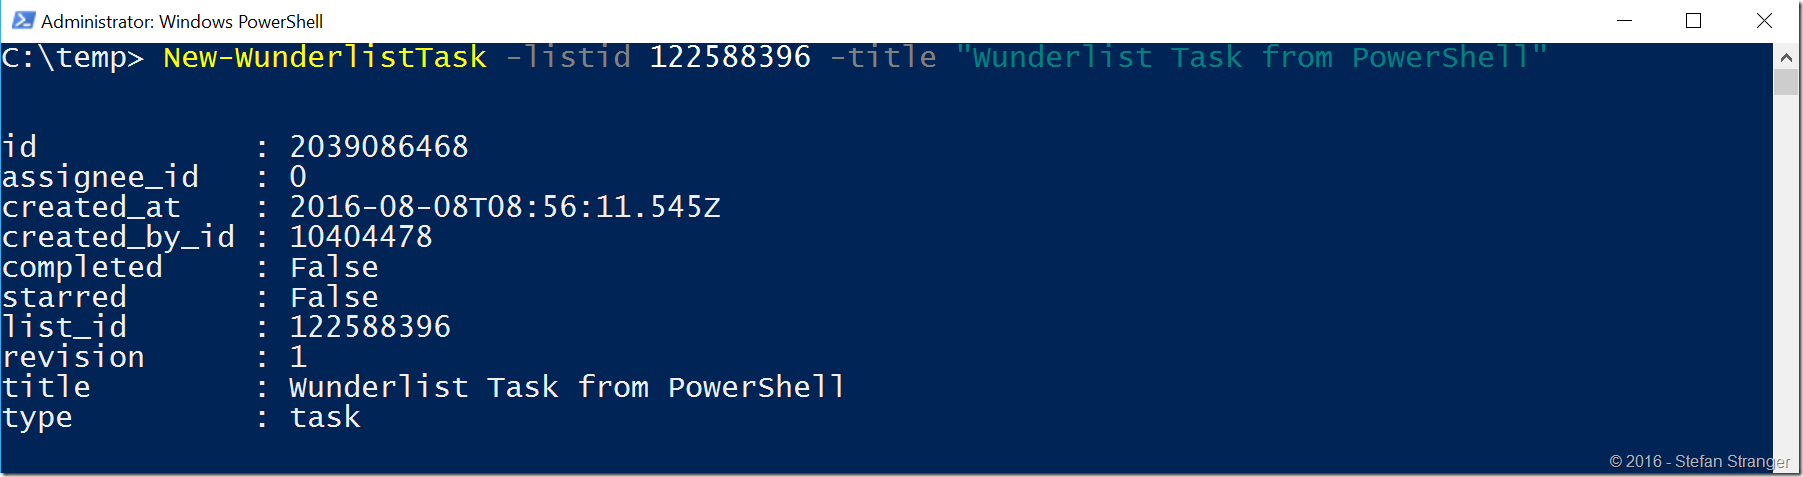 Administrator: Windows PowerShell
C:\temp> New-WunderlistTask -listid 122588396 -title "Wunderlist Task from PowerShell"
id            : 2039086468
assignee_id   : 0
created_at    : 2016-08-08T08:56:11.545Z
created_by_id : 10404478
completed     : False
starred       : False
list_id       : 122588396
revision      : 1
title         : Wunderlist Task from PowerShell
type          : task
© 2016 - Stefan Stranger